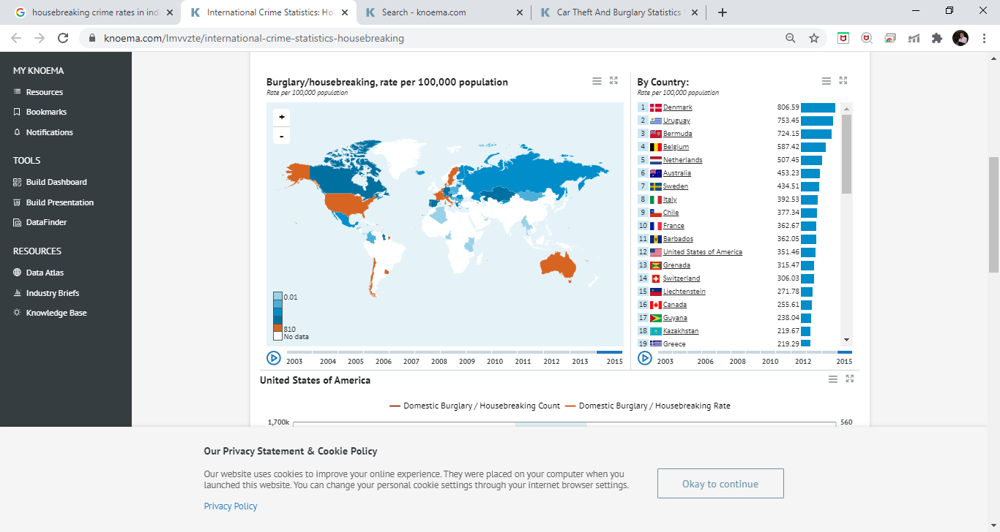 housebreaking crime rates in ind
International Crime Statistics: Ho
Search - knoema.com
Car Theft And Burglary Statistics
knoema.com/lmvvzte/international-crime-statistics-housebreaking
MY KNOEMA
Resources
Bookmarks
Notifications
TOOLS
Build Dashboard
Build Presentation
DataFinder
RESOURCES
Data Atlas
Industry Briefs
Knowledge Base
Burglary/housebreaking, rate per 100,000 population
Rate per 100,000 population
+
-
0.01
810
No data
2003 2004 2005 2006 2007 2008 2009 2010 2011 2012 2013 2015
By Country:
Rate per 100,000 population
1 Denmark 806.59
2 Uruguay 753.45
3 Bermuda 724.15
4 Belgium 587.42
5 Netherlands 507.45
6 Australia 453.23
7 Sweden 434.51
8 Italy 392.53
9 Chile 377.34
10 France 362.67
11 Barbados 362.05
12 United States of America 351.46
13 Grenada 315.47
14 Switzerland 306.03
15 Liechtenstein 271.78
16 Canada 255.61
17 Guyana 238.04
18 Kazakhstan 219.67
19 Greece 219.29
2003 2006 2008 2010 2012 2015
United States of America
Domestic Burglary / Housebreaking Count Domestic Burglary / Housebreaking Rate
1,700k 560
Our Privacy Statement & Cookie Policy
Our website uses cookies to improve your online experience. They were placed on your computer when you
launched this website. You can change your personal cookie settings through your internet browser settings.
Privacy Policy
Okay to continue